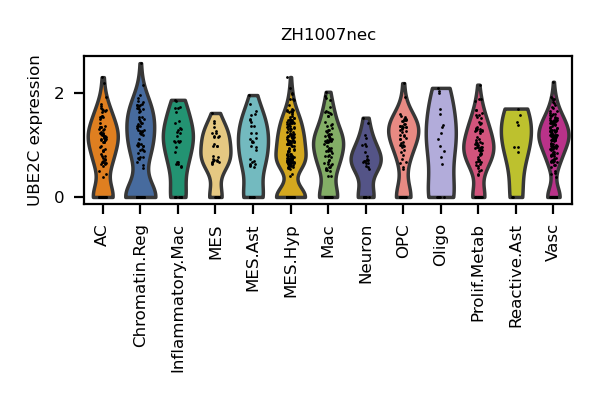 ZH1007nec
UBE2C expression
2
0
AC
Chromatin.Reg
Inflammatory.Mac
MES
MES.Ast
MES.Hyp
Mac
Neuron
OPC
Oligo
Prolif.Metab
Reactive.Ast
Vasc